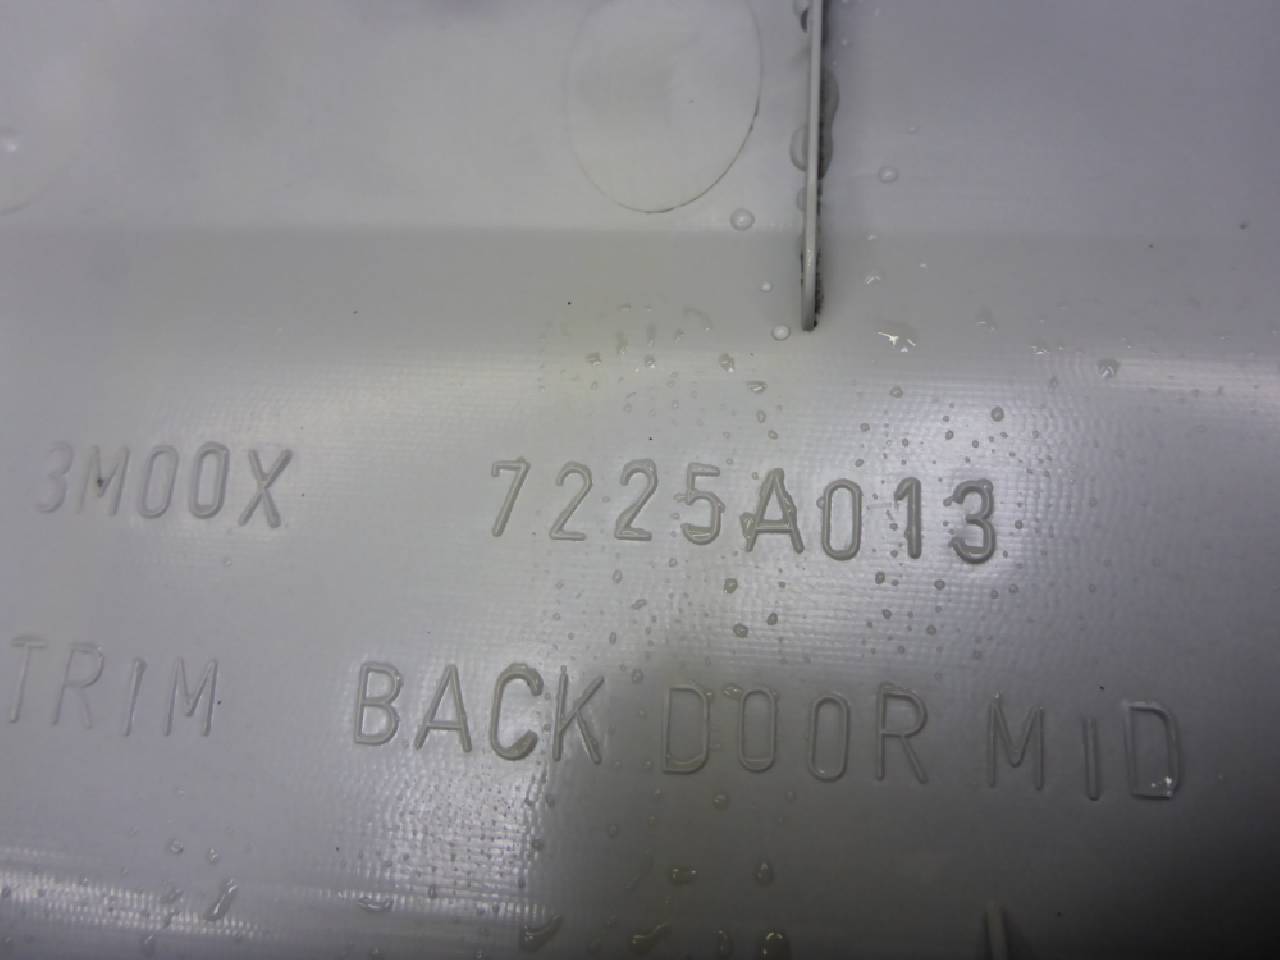 3M00X 7225A013
TRIM BACK DOOR MID